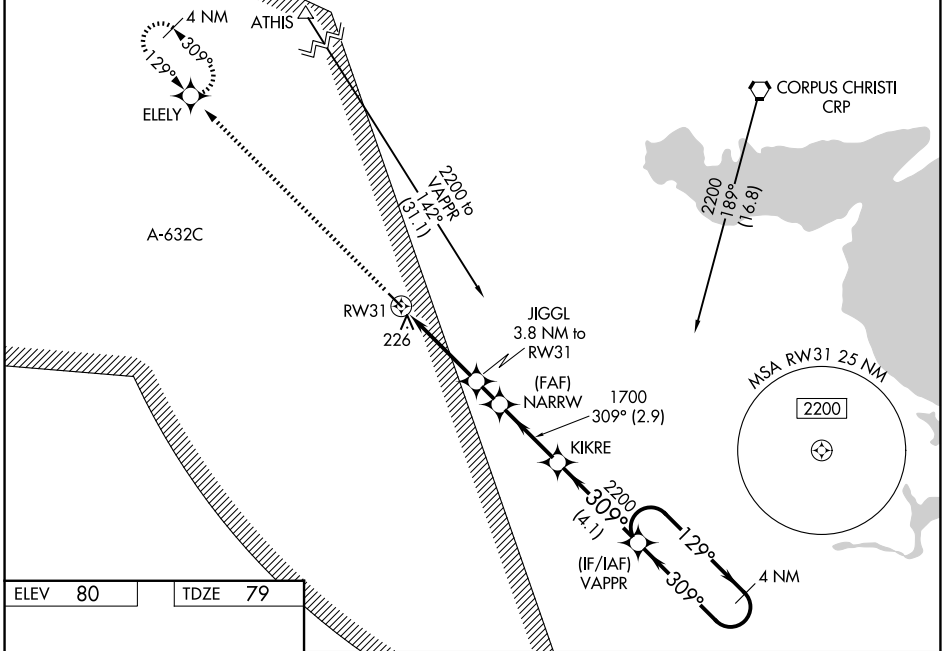 4 NM
309°
129°
ELELY
ATHIS
CORPUS CHRISTI
CRP
2200
189°
(16.8)
2200 to
VAPPR
142°
(31.1)
A-632C
RW31
226
JIGGL
3.8 NM to
RW31
(FAF)
NARRW
1700
309° (2.9)
KIKRE
2200
309°
(4.1)
(IF/IAF)
VAPPR
129°
309°
4 NM
MSA RW31 25 NM
2200
ELEV 80
TDZE 79